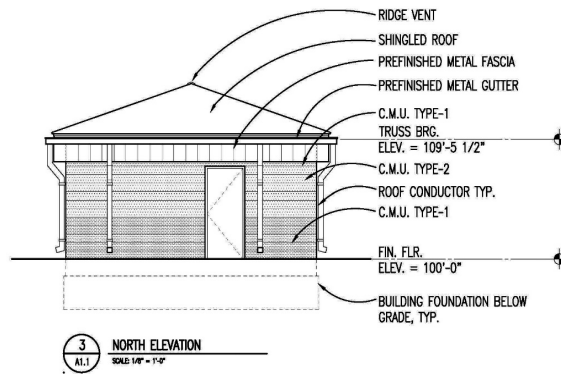 RIDGE VENT
SHINGLED ROOF
PREFINISHED METAL FASCIA
PREFINISHED METAL GUTTER
C.M.U. TYPE-1
TRUSS BRG.
ELEV. = 109'-5 1/2"
C.M.U. TYPE-2
ROOF CONDUCTOR TYP.
C.M.U. TYPE-1
FIN. FLR.
ELEV. = 100'-0"
BUILDING FOUNDATION BELOW
GRADE, TYP.
3
A1.1
NORTH ELEVATION
SCALE: 1/8" = 1'-0"